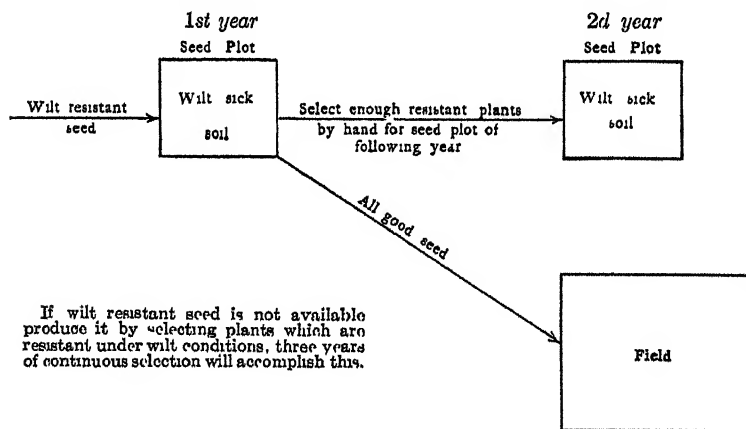 1st year
Seed Plot
Wilt resistant
seed
Wilt sick
soil
Select enough resistant plants
by hand for seed plot of
following year
2d year
Seed Plot
Wilt sick
soil
All good seed
Field
If wilt resistant seed is not available
produce it by selecting plants which are
resistant under wilt conditions, three years
of continuous selection will accomplish this.